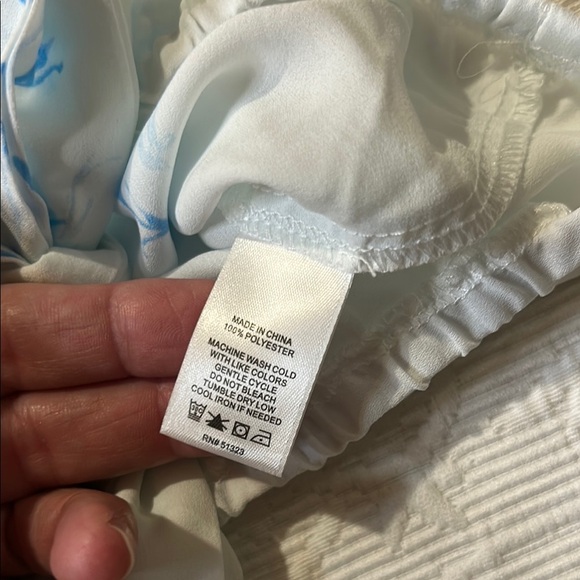 MADE IN CHINA
100% POLYESTER
MACHINE WASH COLD
WITH LIKE COLORS
GENTLE CYCLE
DO NOT BLEACH
TUMBLE DRY LOW
COOL IRON IF NEEDED
RN# 51323